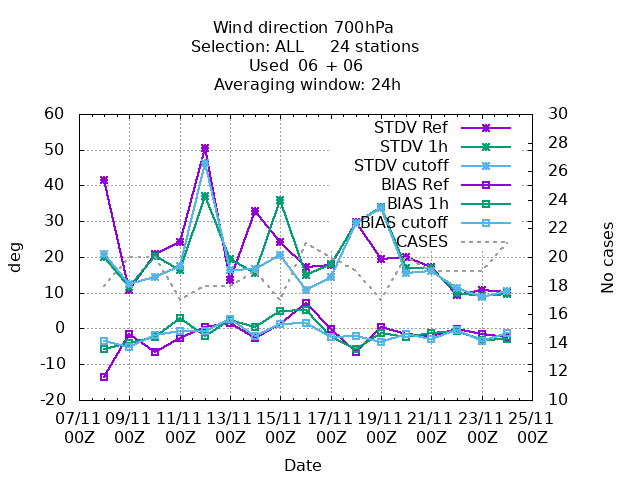 Wind direction 700hPa
Selection: ALL 24 stations
Used 06 + 06
Averaging window: 24h
60
50
40
30
20
10
0
-10
-20
deg
30
28
26
24
22
20
18
16
14
12
10
No cases
STDV Ref
STDV 1h
STDV cutoff
BIAS Ref
BIAS 1h
BIAS cutoff
CASES
07/11 09/11 11/11 13/11 15/11 17/11 19/11 21/11 23/11 25/11
00Z 00Z 00Z 00Z 00Z 00Z 00Z 00Z 00Z 00Z
Date